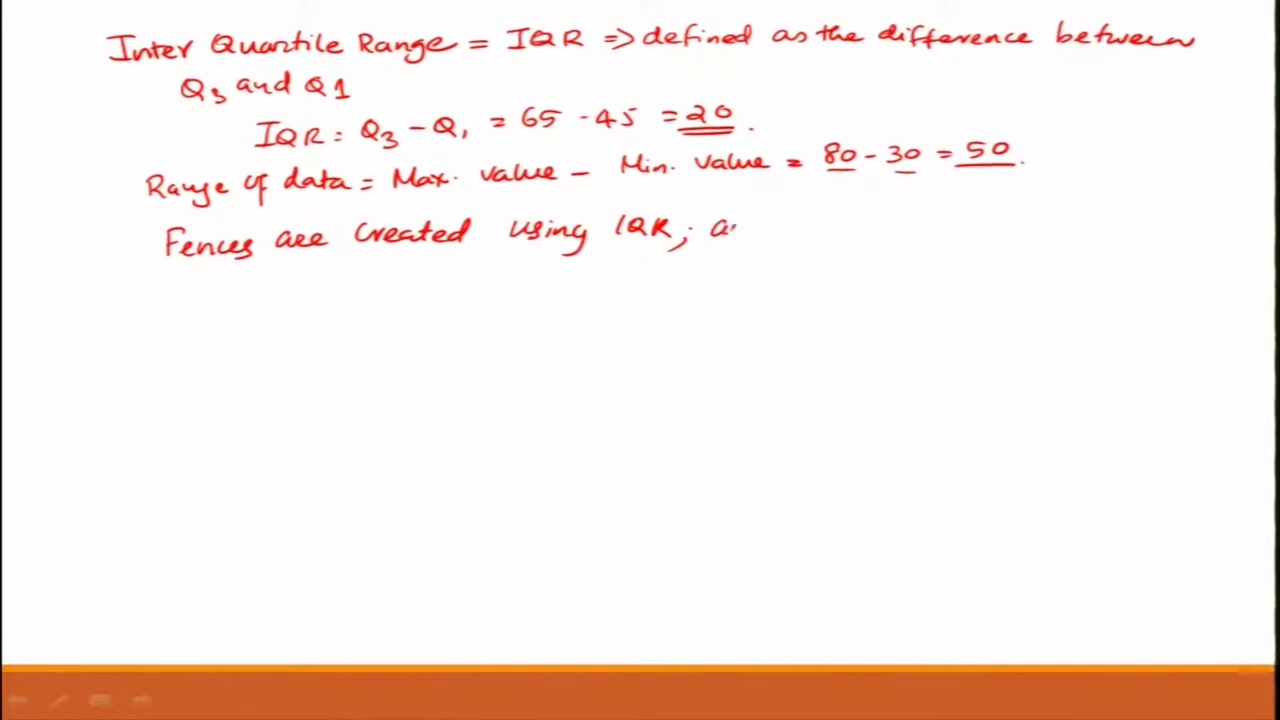 Inter Quartile Range = IQR => defined as the difference between
Q3 and Q1
IQR = Q3 - Q1 = 65 - 45 = 20.
Range of data = Max. value - Min. value = 80 - 30 = 50.
Fences are created using IQR;